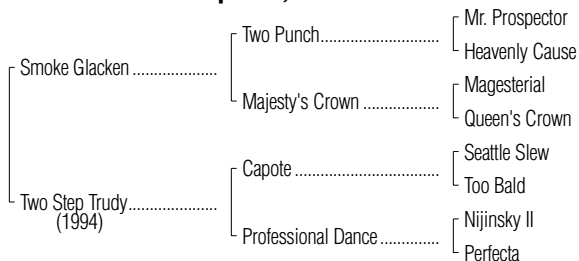 Mr. Prospector
Two Punch
Heavenly Cause
Smoke Glacken
Magesterial
Majesty's Crown
Queen's Crown
Seattle Slew
Capote
Too Bald
Two Step Trudy
(1994)
Nijinsky II
Professional Dance
Perfecta